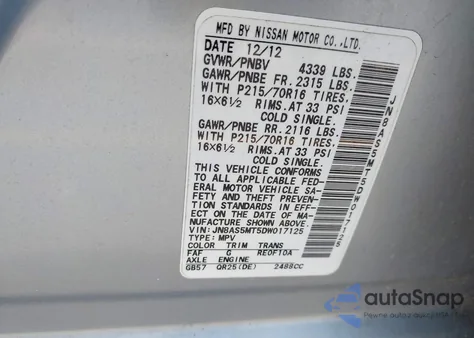 MFD BY NISSAN MOTOR CO.,LTD.
DATE 12/12
GVWR/PNBV 4339 LBS.
GAWR/PNBE FR. 2315 LBS.
WITH P215/70R16 TIRES.
16X6½ RIMS.AT 33 PSI
COLD SINGLE.
GAWR/PNBE RR. 2116 LBS.
WITH P215/70R16 TIRES.
16X6½ RIMS.AT 33 PSI
COLD SINGLE.
THIS VEHICLE CONFORMS
TO ALL APPLICABLE FED-
ERAL MOTOR VEHICLE SA-
FETY AND THEFT PREVEN-
TION STANDARDS IN EFF-
ECT ON THE DATE OF MA-
NUFACTURE SHOWN ABOVE.
VIN: JN8AS5MT5DW017125
TYPE: MPV
COLOR TRIM TRANS
FAF G RE0F10A
AXLE ENGINE
GB57 QR25(DE) 2488CC
JN8AS5MT5DW017125
autoSnap
Pewne auto z